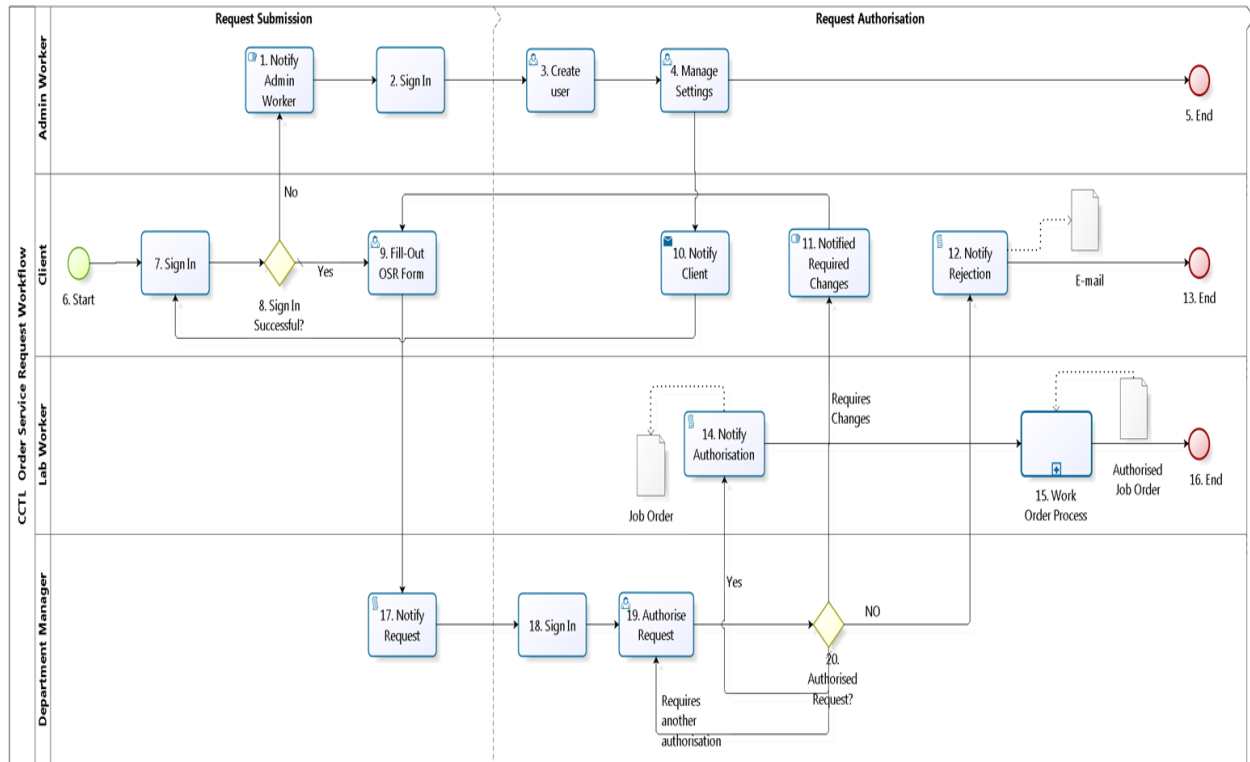 Request Submission
Request Authorisation
CCTL Order Service Request Workflow
Admin Worker
1. Notify
Admin
Worker
2. Sign In
3. Create
user
4. Manage
Settings
5. End
No
Client
6. Start
7. Sign In
8. Sign In
Successful?
Yes
9. Fill-Out
OSR Form
10. Notify
Client
11. Notified
Required
Changes
12. Notify
Rejection
E-mail
13. End
Lab Worker
Job Order
14. Notify
Authorisation
Requires
Changes
15. Work
Order Process
Authorised
Job Order
16. End
Department Manager
17. Notify
Request
18. Sign In
19. Authorise
Request
Yes
NO
20.
Authorised
Request?
Requires
another
authorisation